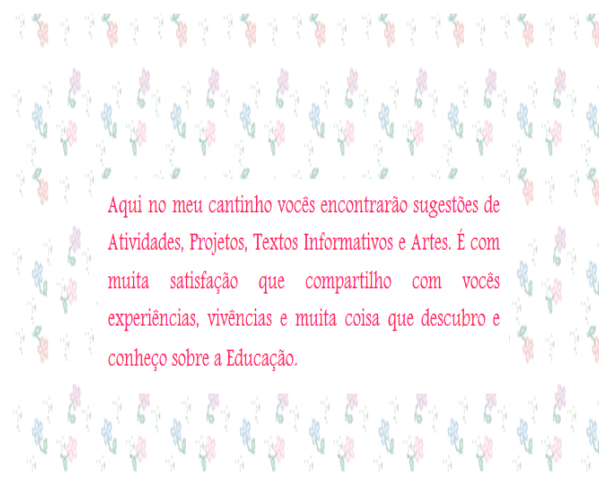 Aqui no meu cantinho vocês encontrarão sugestões de
Atividades, Projetos, Textos Informativos e Artes. É com
muita satisfação que compartilho com vocês
experiências, vivências e muita coisa que descubro e
conheço sobre a Educação.